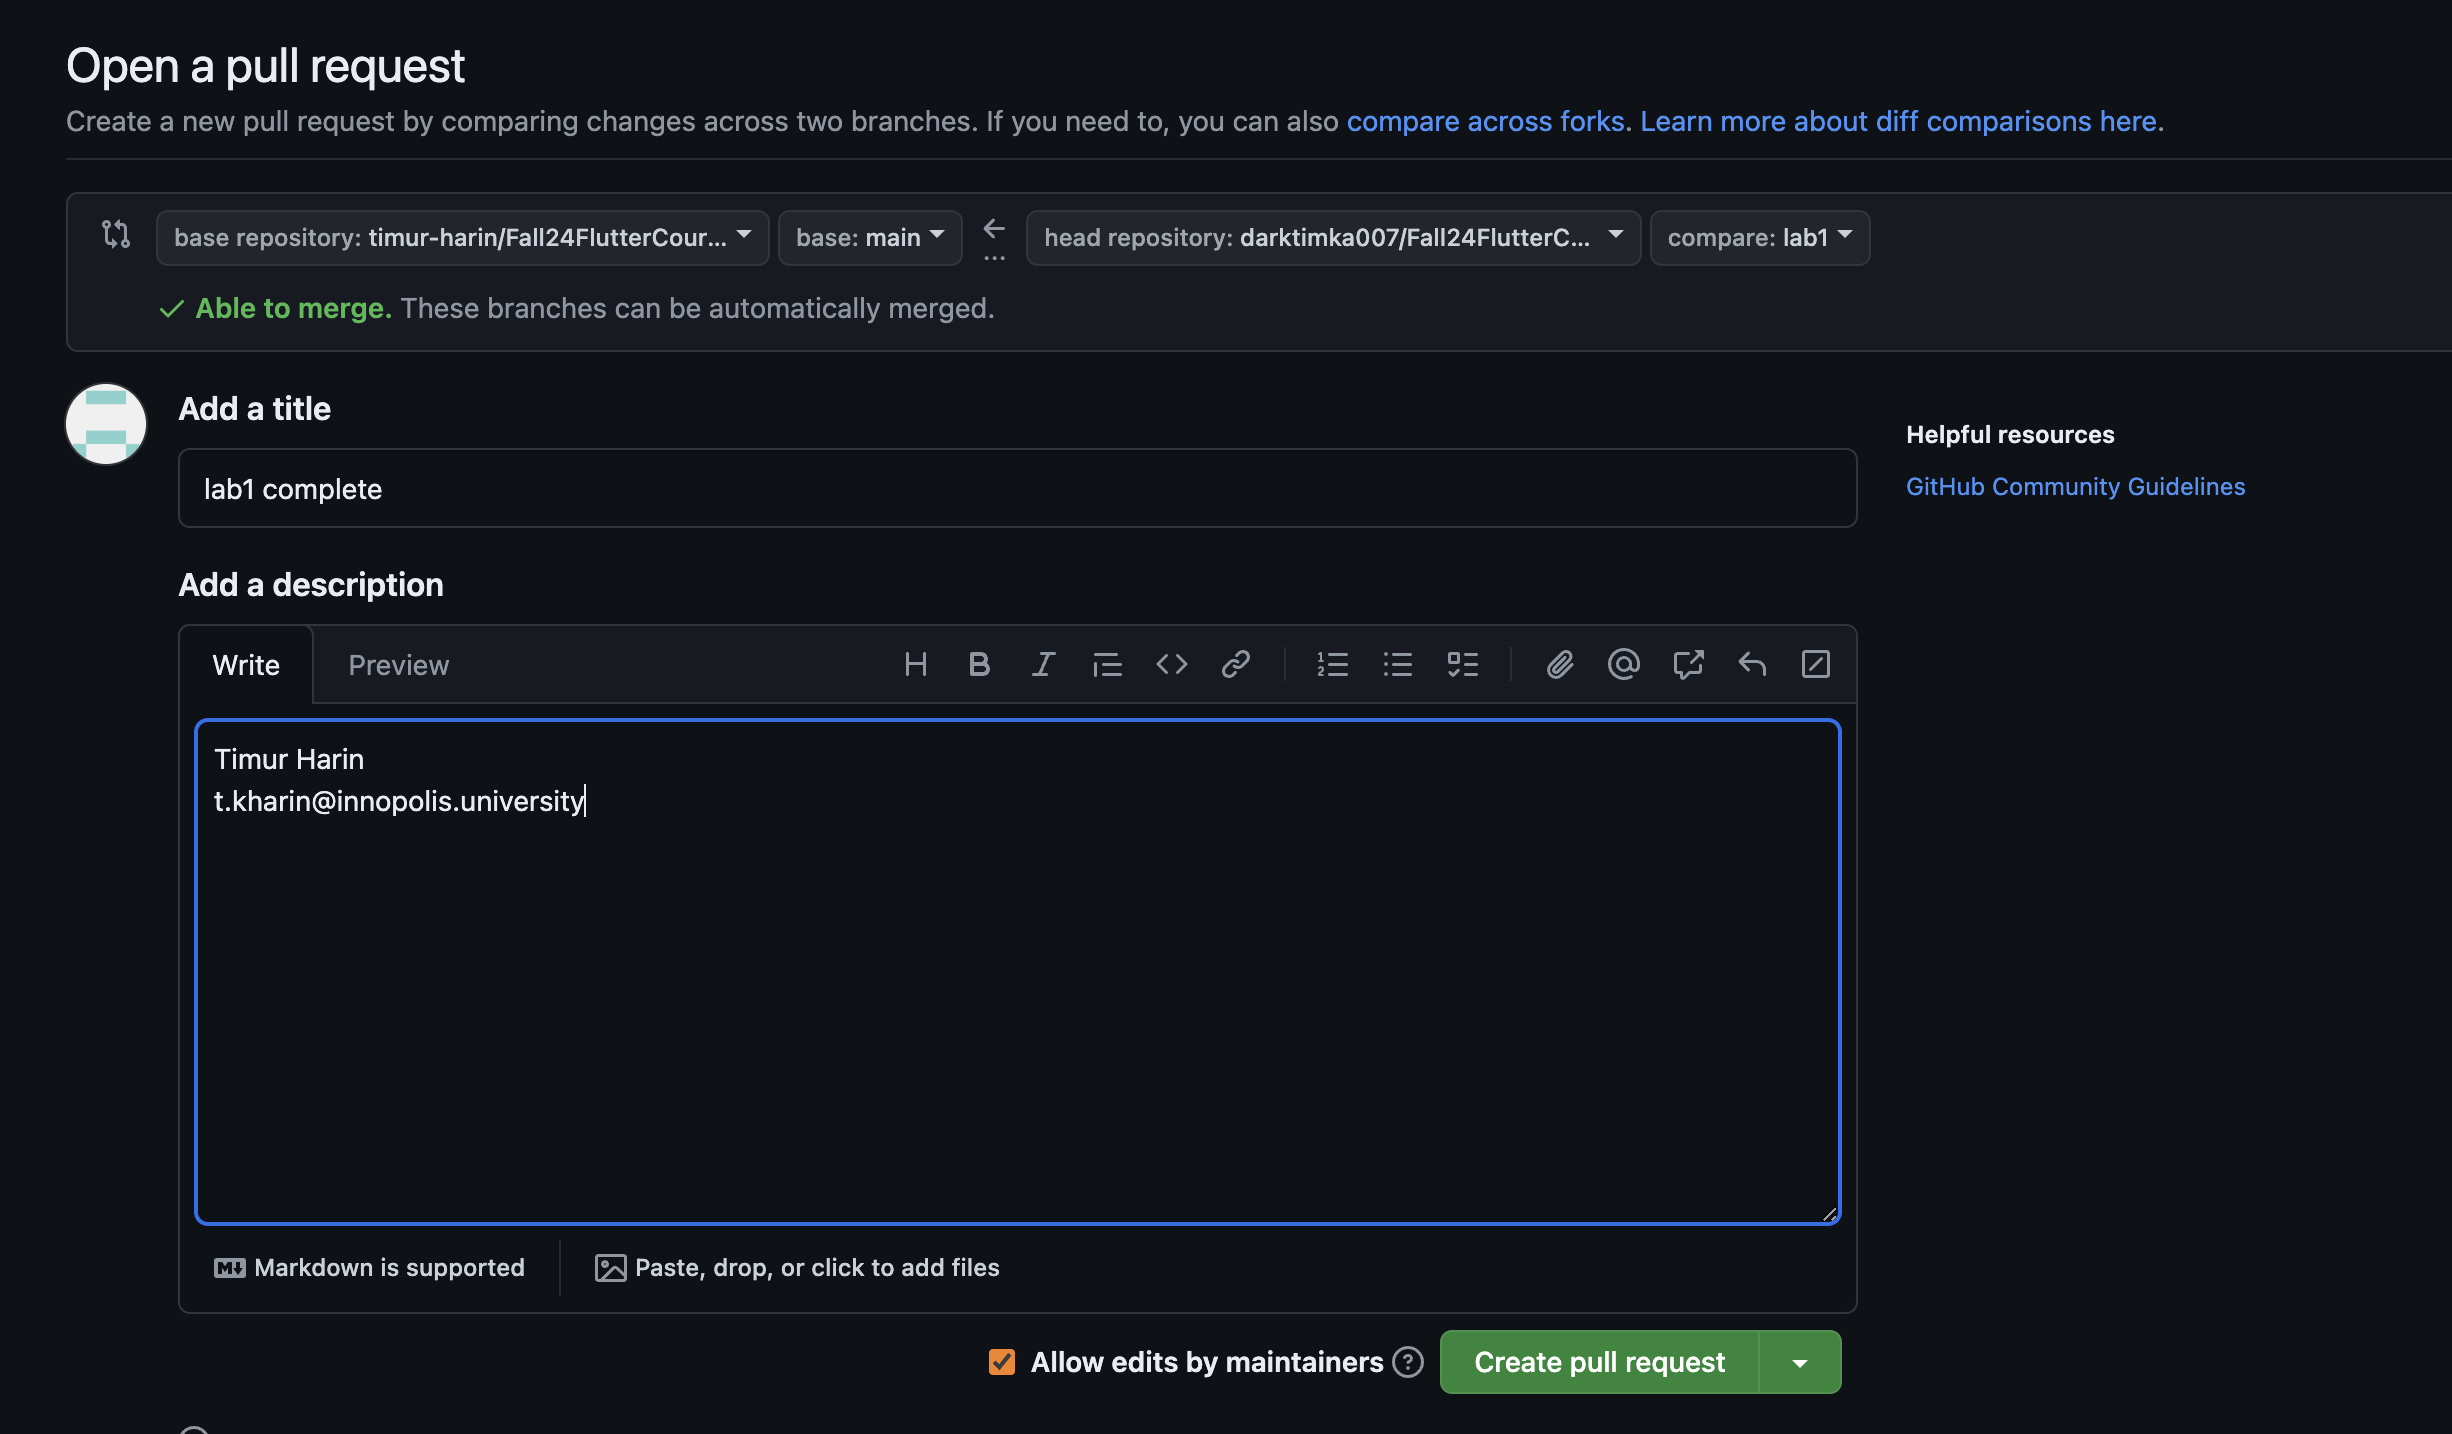 Open a pull request
Create a new pull request by comparing changes across two branches. If you need to, you can also compare across forks. Learn more about diff comparisons here.
base repository: timur-harin/Fall24FlutterCour... base: main ... head repository: darktimka007/Fall24FlutterC... compare: lab1
Able to merge. These branches can be automatically merged.
Add a title
Helpful resources
lab1 complete
GitHub Community Guidelines
Add a description
Write Preview
Timur Harin
t.kharin@innopolis.university
Markdown is supported Paste, drop, or click to add files
Allow edits by maintainers Create pull request